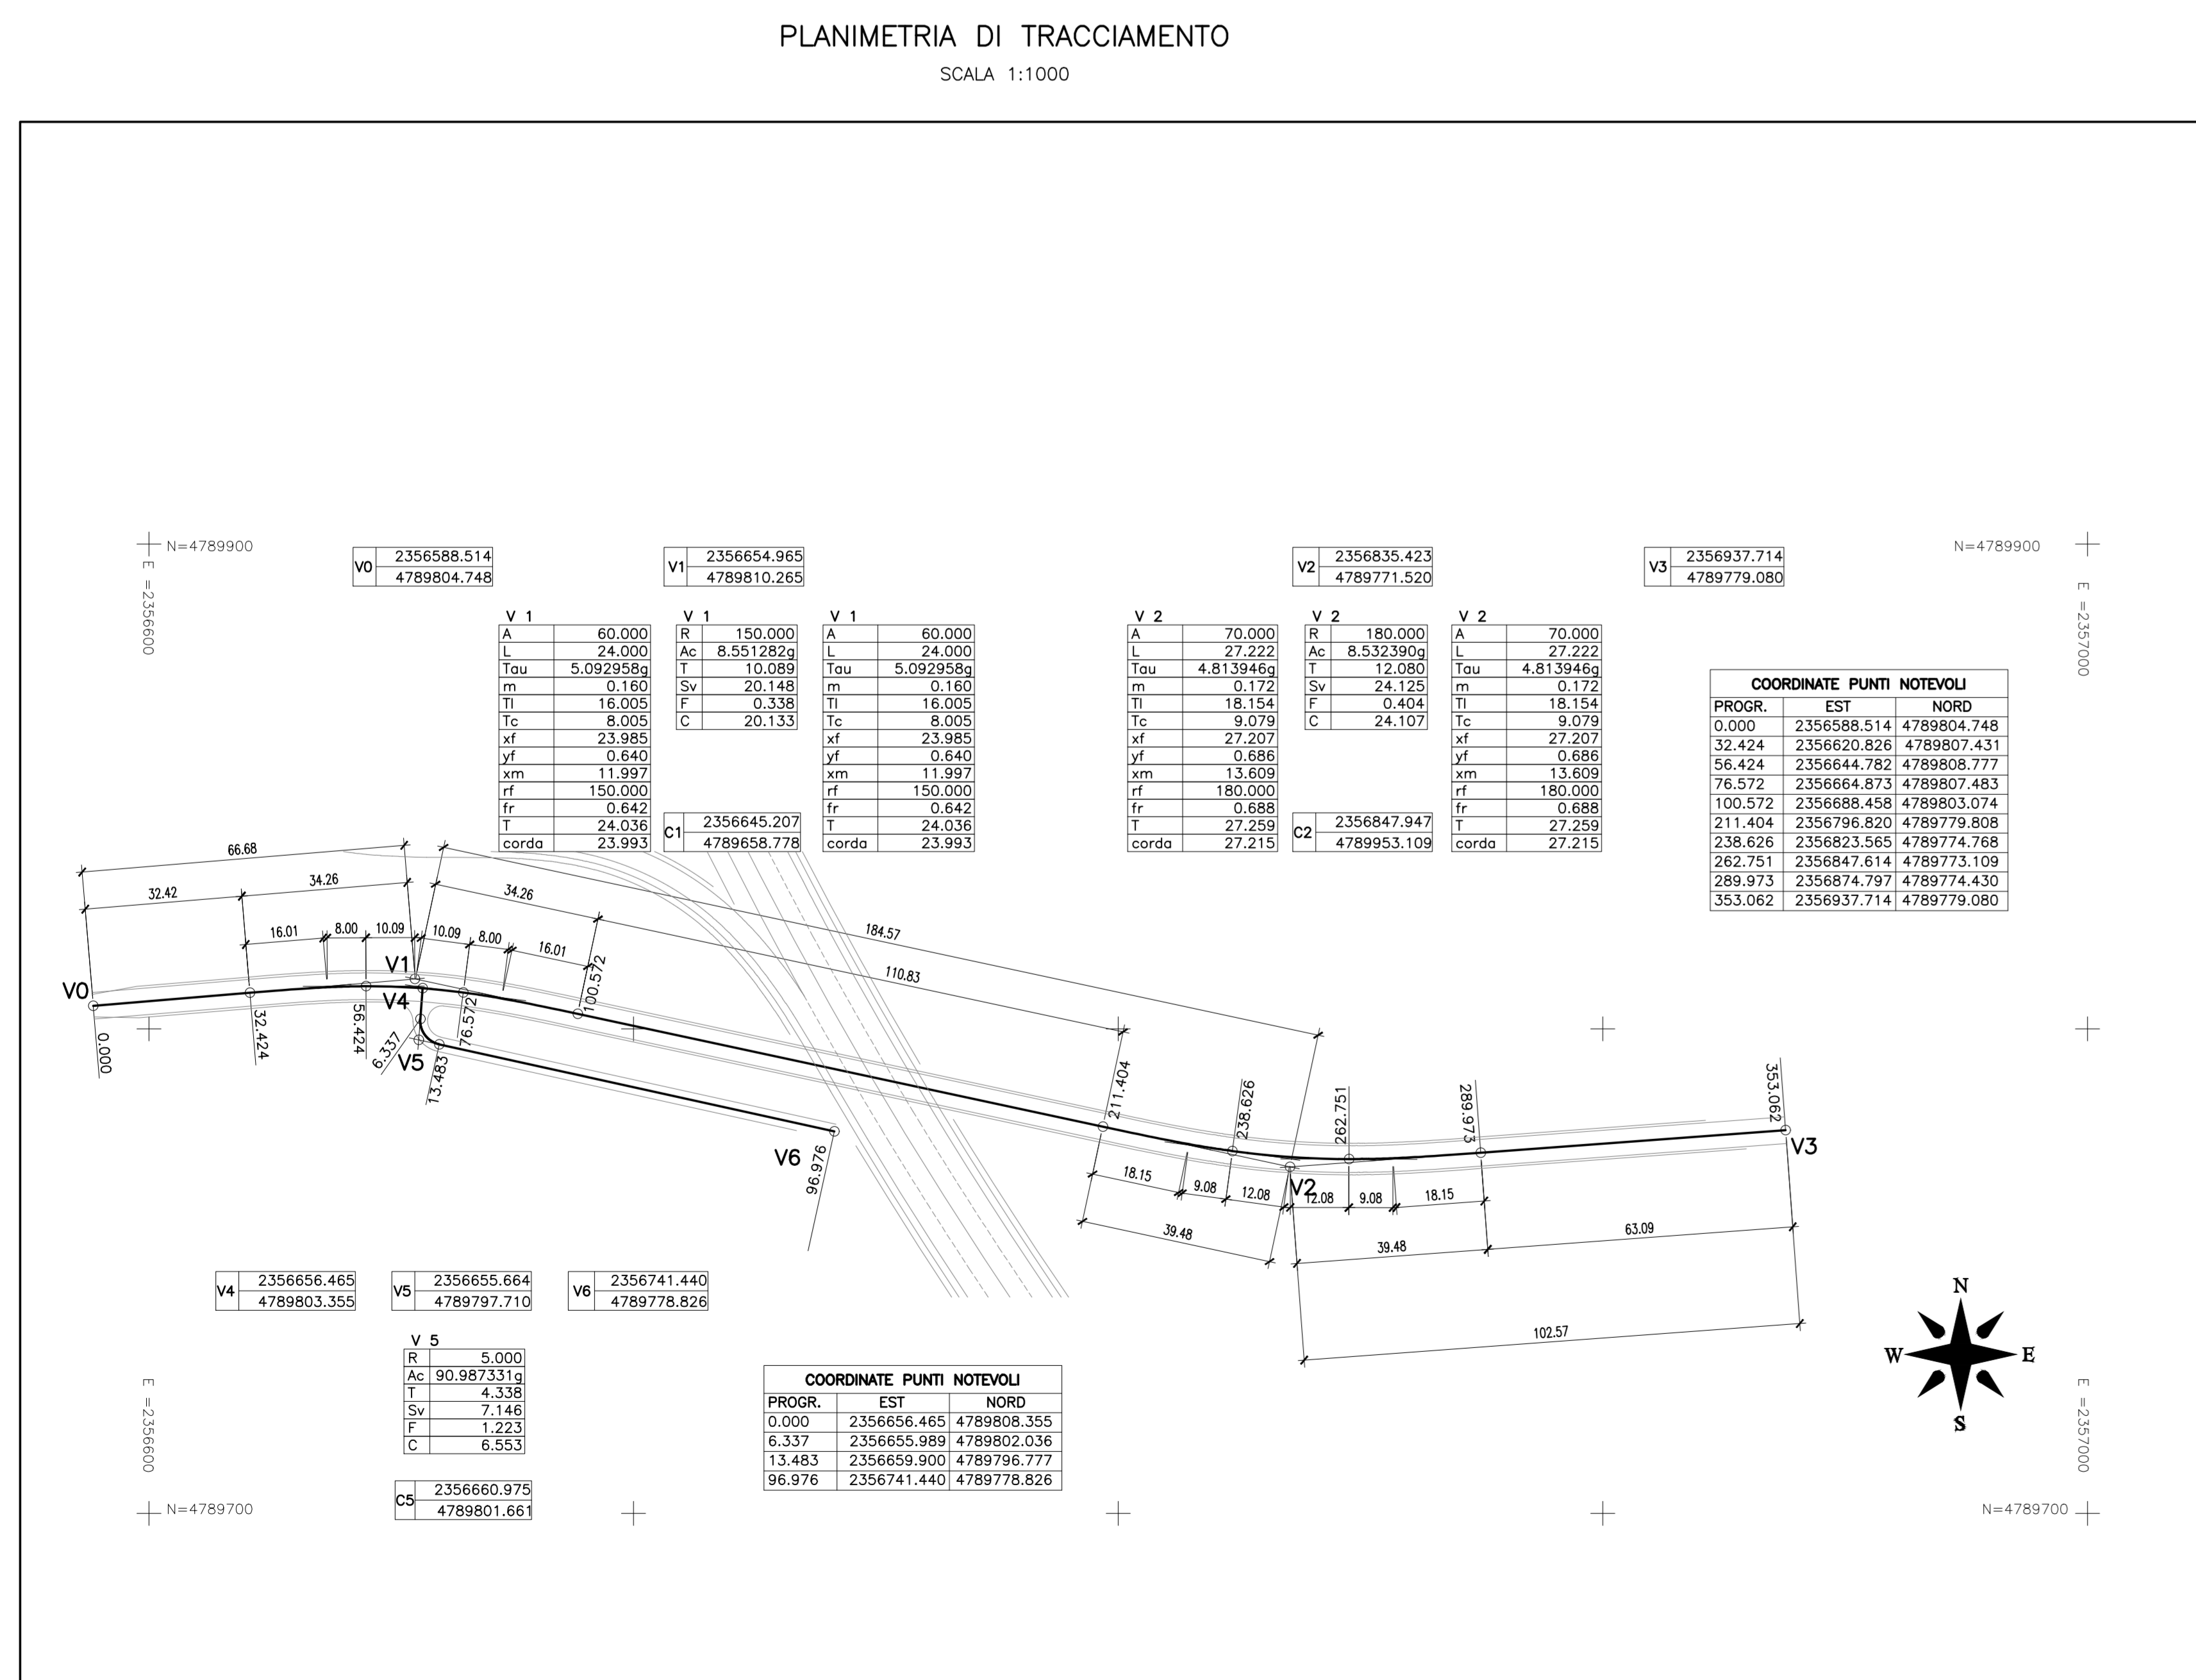 PLANIMETRIA DI TRACCIAMENTO
SCALA 1:1000
N=4789900
E =2356600
N=4789900
E =2357000
V0
2356588.514
4789804.748
V1
2356654.965
4789810.265
V2
2356835.423
4789771.520
V3
2356937.714
4789779.080
V 1
A 60.000
L 24.000
Tau 5.092958g
m 0.160
Tl 16.005
Tc 8.005
xf 23.985
yf 0.640
xm 11.997
rf 150.000
fr 0.642
T 24.036
corda 23.993
V 1
R 150.000
Ac 8.551282g
T 10.089
Sv 20.148
F 0.338
C 20.133
C1
2356645.207
4789658.778
V 1
A 60.000
L 24.000
Tau 5.092958g
m 0.160
Tl 16.005
Tc 8.005
xf 23.985
yf 0.640
xm 11.997
rf 150.000
fr 0.642
T 24.036
corda 23.993
V 2
A 70.000
L 27.222
Tau 4.813946g
m 0.172
Tl 18.154
Tc 9.079
xf 27.207
yf 0.686
xm 13.609
rf 180.000
fr 0.688
T 27.259
corda 27.215
V 2
R 180.000
Ac 8.532390g
T 12.080
Sv 24.125
F 0.404
C 24.107
C2
2356847.947
4789953.109
V 2
A 70.000
L 27.222
Tau 4.813946g
m 0.172
Tl 18.154
Tc 9.079
xf 27.207
yf 0.686
xm 13.609
rf 180.000
fr 0.688
T 27.259
corda 27.215
COORDINATE PUNTI NOTEVOLI
PROGR. EST NORD
0.000 2356588.514 4789804.748
32.424 2356620.826 4789807.431
56.424 2356644.782 4789808.777
76.572 2356664.873 4789807.483
100.572 2356688.458 4789803.074
211.404 2356796.820 4789779.808
238.626 2356823.565 4789774.768
262.751 2356847.614 4789773.109
289.973 2356874.797 4789774.430
353.062 2356937.714 4789779.080
66.68
32.42
34.26
34.26
184.57
110.83
16.01
8.00
10.09
10.09
8.00
16.01
V0
V1
V4
V5
V6
V2
V3
0.000
32.424
56.424
6.337
13.483
76.572
100.572
96.976
211.404
238.626
262.751
289.973
353.062
18.15
9.08
12.08
12.08
9.08
18.15
39.48
39.48
63.09
102.57
V4
2356656.465
4789803.355
V5
2356655.664
4789797.710
V6
2356741.440
4789778.826
V 5
R 5.000
Ac 90.987331g
T 4.338
Sv 7.146
F 1.223
C 6.553
C5
2356660.975
4789801.661
COORDINATE PUNTI NOTEVOLI
PROGR. EST NORD
0.000 2356656.465 4789808.355
6.337 2356655.989 4789802.036
13.483 2356659.900 4789796.777
96.976 2356741.440 4789778.826
N
W
E
S
E =2356600
N=4789700
E =2357000
N=4789700